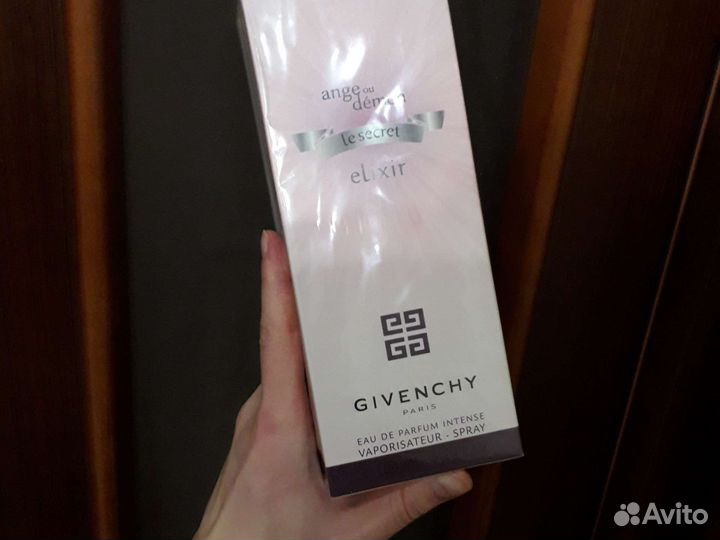 ange ou
démon
le secret
eLixir
GIVENCHY
PARIS
EAU DE PARFUM INTENSE
VAPORISATEUR - SPRAY
Avito